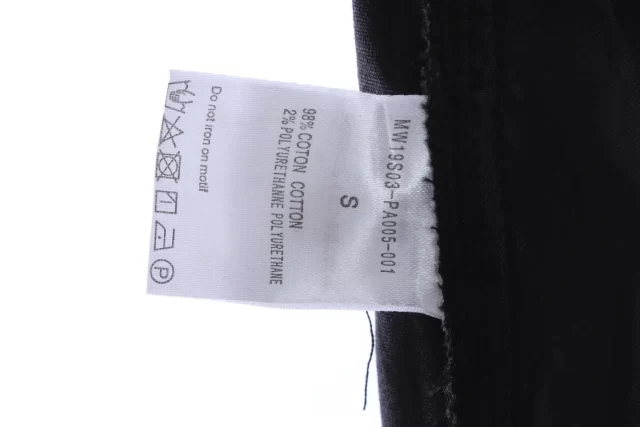 MW19S03-PA005-001
S
98% COTON COTTON
2% POLYURETHANNE POLYURETHANE
Do not iron on motif
P